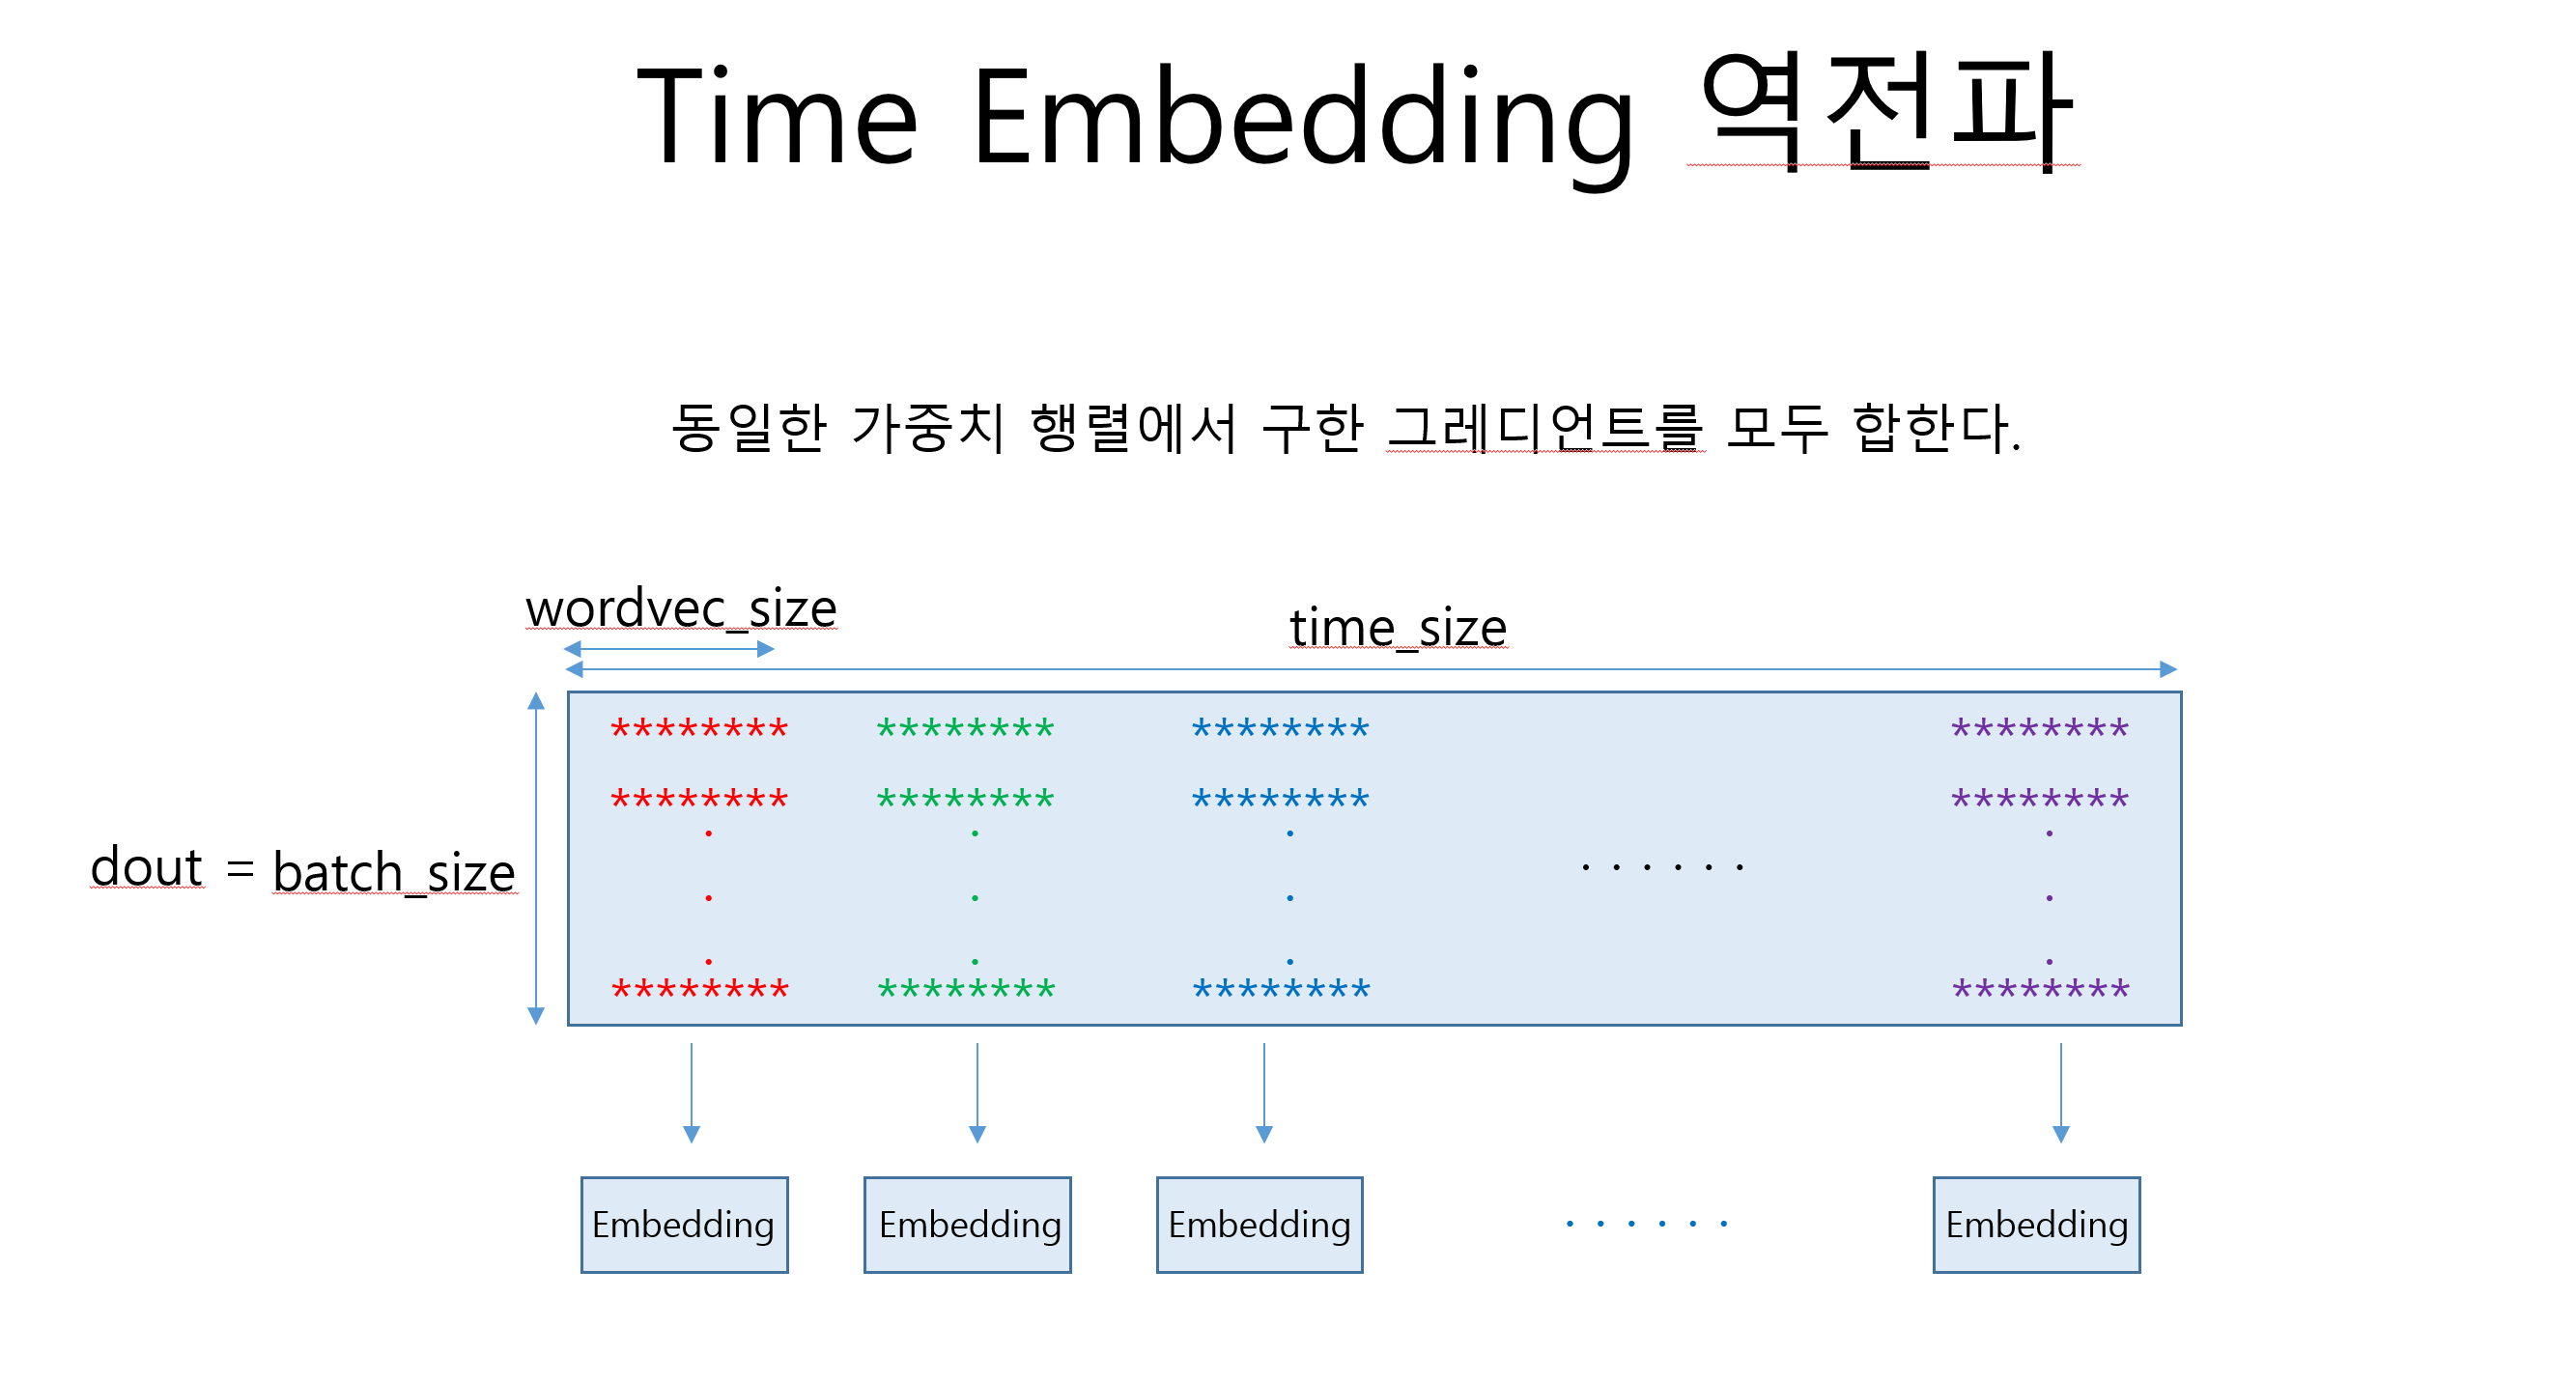 Time Embedding 역전파
동일한 가중치 행렬에서 구한 그레디언트를 모두 합한다.
wordvec_size
time_size
******** ******** ******** ********
******** ******** ******** ********
. . . .
dout = batch_size
· · · · · ·
. . . .
. . . .
******** ******** ******** ********
Embedding Embedding Embedding · · · · · · Embedding